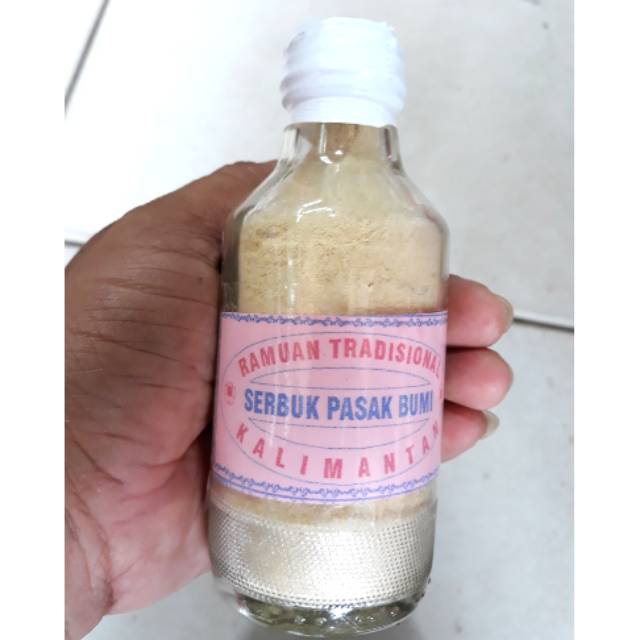 RAMUAN TRADISIONAL
SERBUK PASAK BUMI
KALIMANTAN